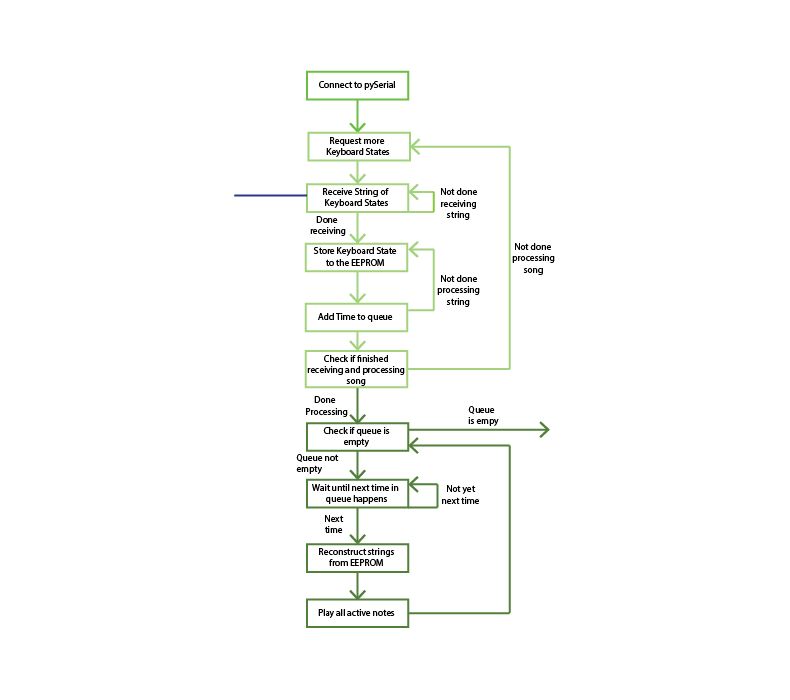 Connect to pySerial
Request more
Keyboard States
Receive String of
Keyboard States
Not done
receiving
string
Done
receiving
Store Keyboard State
to the EEPROM
Not done
processing
string
Not done
processing
song
Add Time to queue
Check if finished
receiving and processing
song
Done
Processing
Queue
is empy
Check if queue is
empty
Queue not
empty
Wait until next time in
queue happens
Not yet
next time
Next
time
Reconstruct strings
from EEPROM
Play all active notes